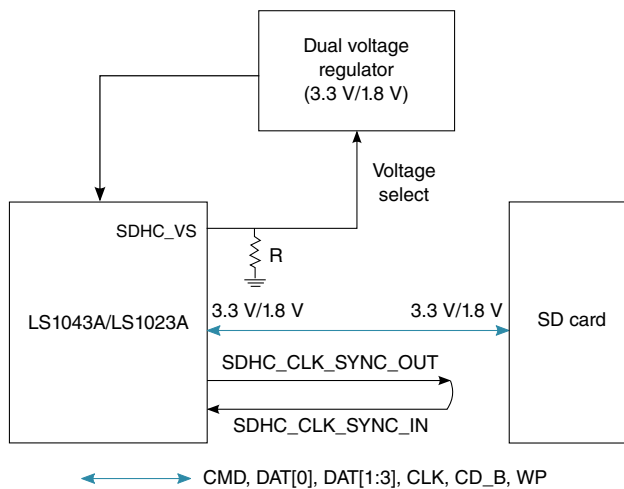 Dual voltage
regulator
(3.3 V/1.8 V)
Voltage
select
SDHC_VS
R
LS1043A/LS1023A
3.3 V/1.8 V
3.3 V/1.8 V
SD card
SDHC_CLK_SYNC_OUT
SDHC_CLK_SYNC_IN
CMD, DAT[0], DAT[1:3], CLK, CD_B, WP